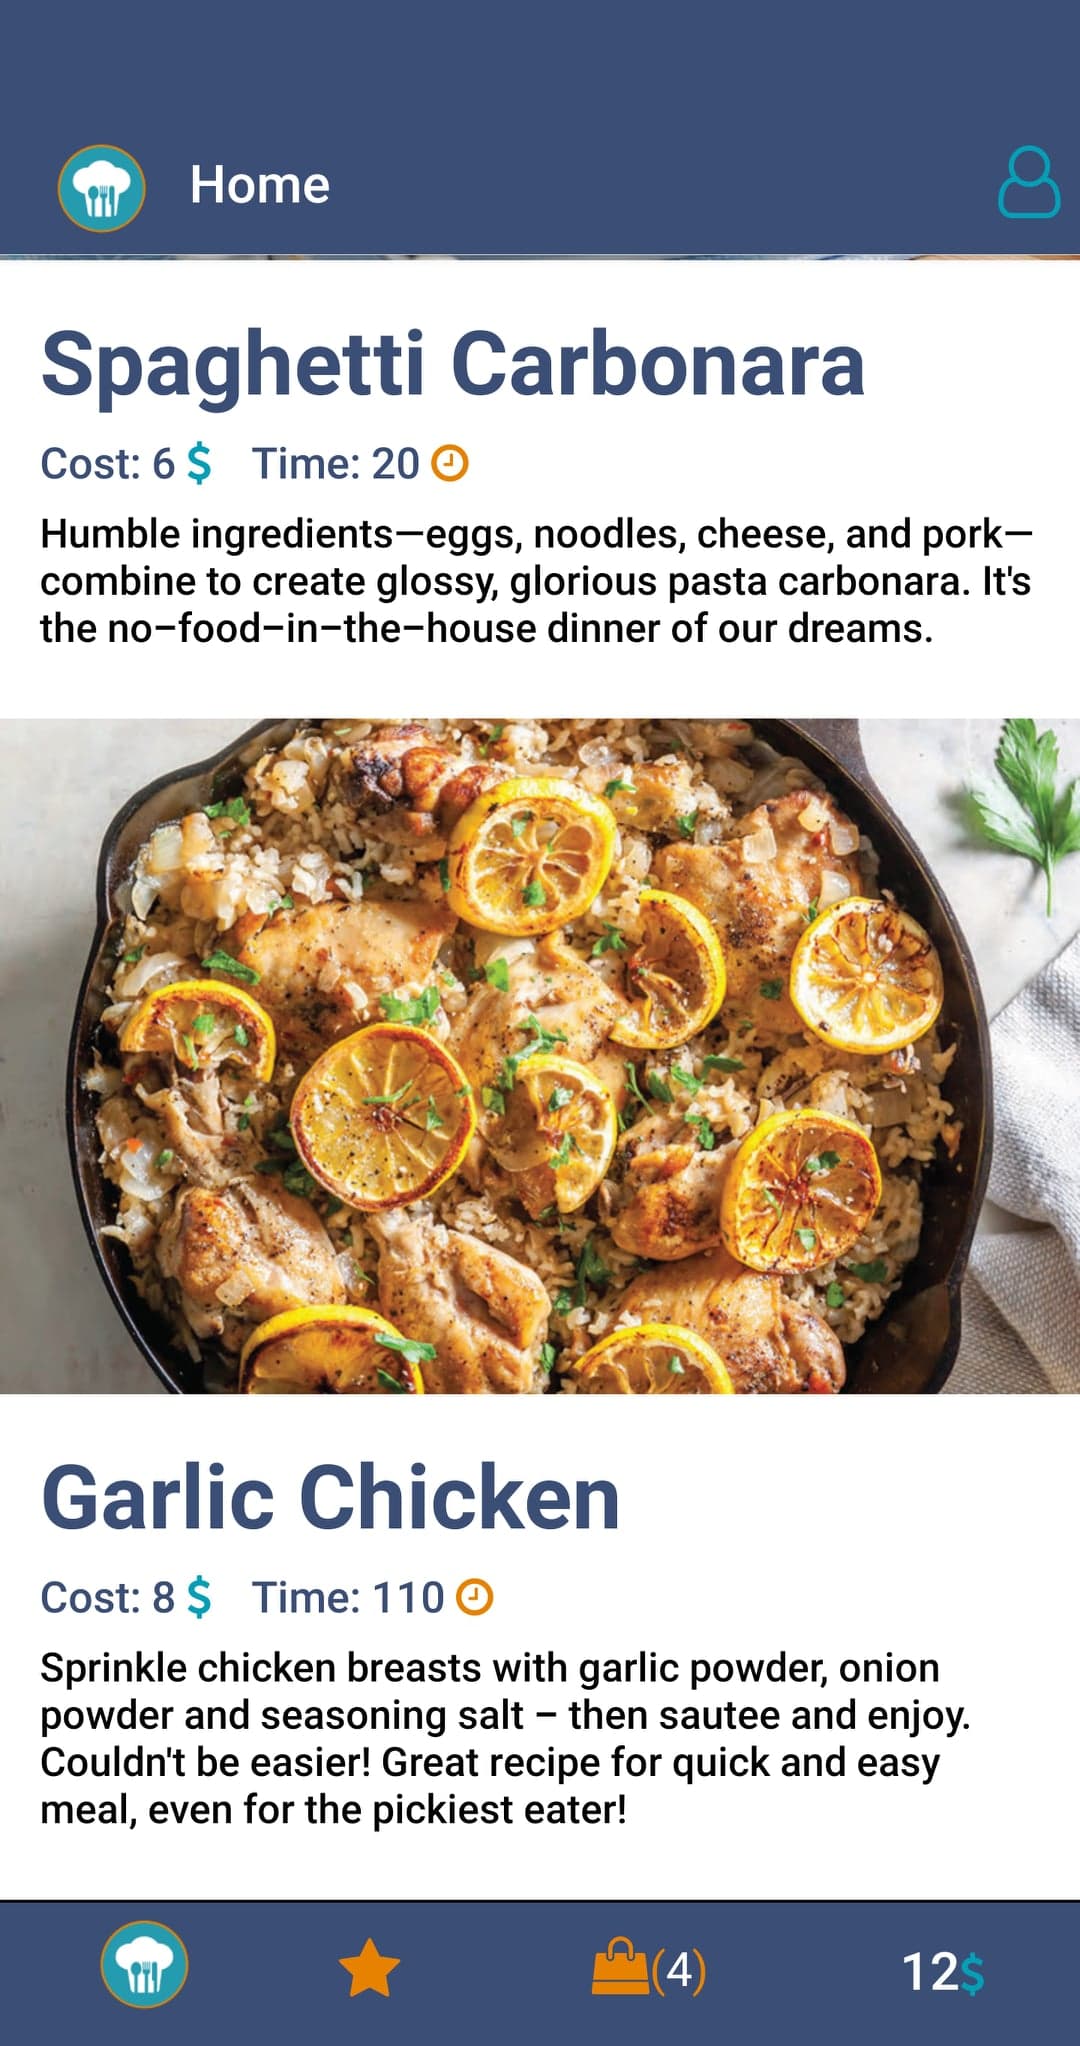 Home
Spaghetti Carbonara
Cost: 6 $ Time: 20
Humble ingredients—eggs, noodles, cheese, and pork—
combine to create glossy, glorious pasta carbonara. It's
the no-food-in-the-house dinner of our dreams.
Garlic Chicken
Cost: 8 $ Time: 110
Sprinkle chicken breasts with garlic powder, onion
powder and seasoning salt – then sautee and enjoy.
Couldn't be easier! Great recipe for quick and easy
meal, even for the pickiest eater!
(4) 12$